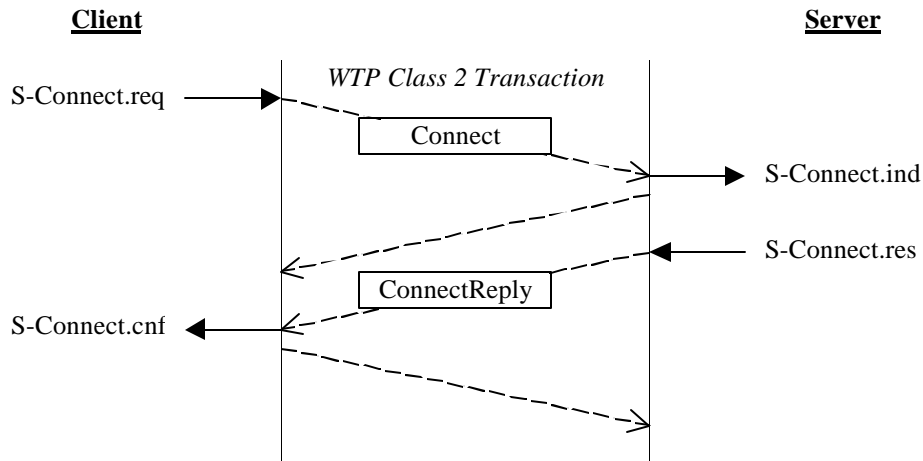 Client
Server
WTP Class 2 Transaction
S-Connect.req
Connect
S-Connect.ind
S-Connect.res
ConnectReply
S-Connect.cnf